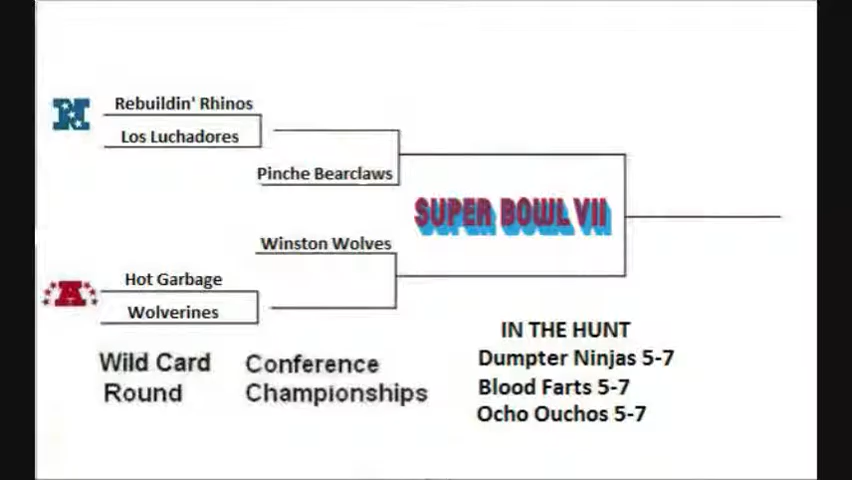 N
Rebuildin' Rhinos
Los Luchadores
Pinche Bearclaws
SUPER BOWL VII
Winston Wolves
A
Hot Garbage
Wolverines
Wild Card
Round
Conference
Championships
IN THE HUNT
Dumpter Ninjas 5-7
Blood Farts 5-7
Ocho Ouchos 5-7